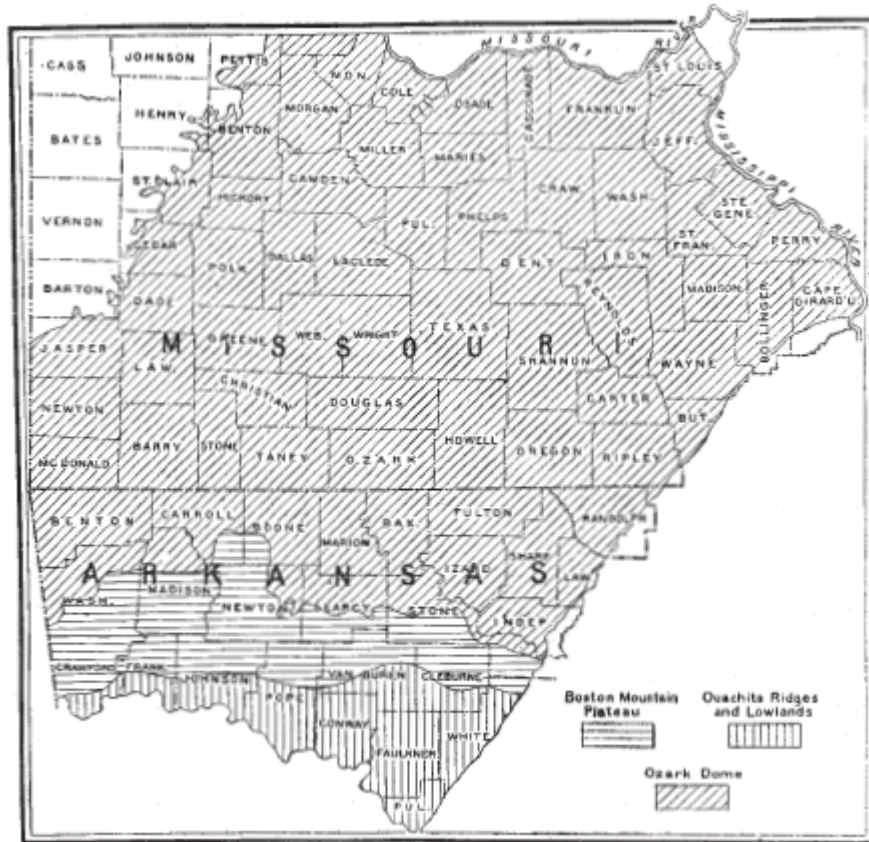 MISSOURI RIVER
CASS JOHNSON PETTIS MON. COLE OSAGE GASCONADE FRANKLIN ST LOUIS
MISSISSIPPI RIVER
HENRY BENTON MORGAN
BATES MILLER MARIES JEFF.
ST. CLAIR HICKORY CAMDEN PUL. PHELPS CRAW. WASH. STE GENE.
VERNON CEDAR POLK DALLAS LACLEDE DENT IRON ST. FRAN. PERRY
BARTON DADE REYNOLDS MADISON BOLLINGER CAPE GIRARD'U
JASPER LAW. GREENE WEB. WRIGHT TEXAS SHANNON WAYNE
MISSOURI
NEWTON CHRISTIAN DOUGLAS CARTER BUT.
MCDONALD BARRY STONE TANEY OZARK HOWELL OREGON RIPLEY
BENTON CARROLL BOONE MARION BAX. FULTON RANDOLPH
IZARD SHARP LAW.
ARKANSAS
WASH. MADISON NEWTON SEARCY STONE INDEP.
CRAWFORD FRANK. JOHNSON POPE VAN BUREN CLEBURNE
CONWAY FAULKNER WHITE
PUL.
Boston Mountain
Plateau
Ouachita Ridges
and Lowlands
Ozark Dome